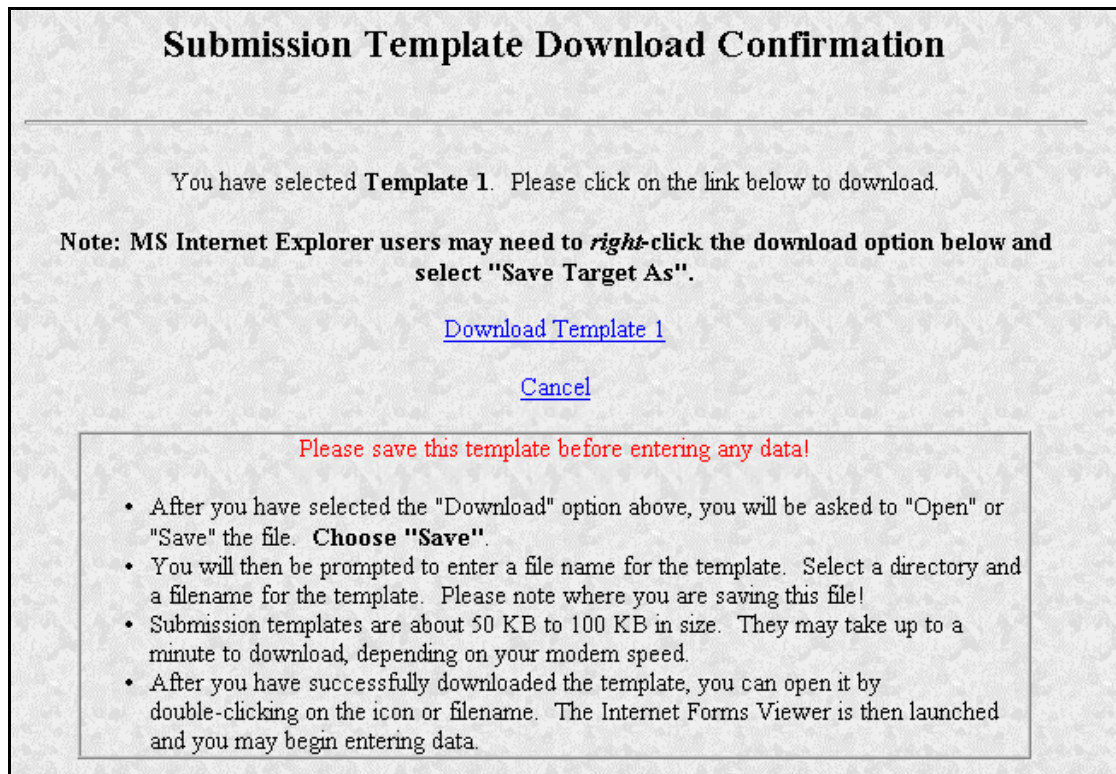 Submission Template Download Confirmation
You have selected Template 1. Please click on the link below to download.
Note: MS Internet Explorer users may need to right-click the download option below and
select "Save Target As".
Download Template 1
Cancel
Please save this template before entering any data!
• After you have selected the "Download" option above, you will be asked to "Open" or
"Save" the file. Choose "Save".
• You will then be prompted to enter a file name for the template. Select a directory and
a filename for the template. Please note where you are saving this file!
• Submission templates are about 50 KB to 100 KB in size. They may take up to a
minute to download, depending on your modem speed.
• After you have successfully downloaded the template, you can open it by
double-clicking on the icon or filename. The Internet Forms Viewer is then launched
and you may begin entering data.